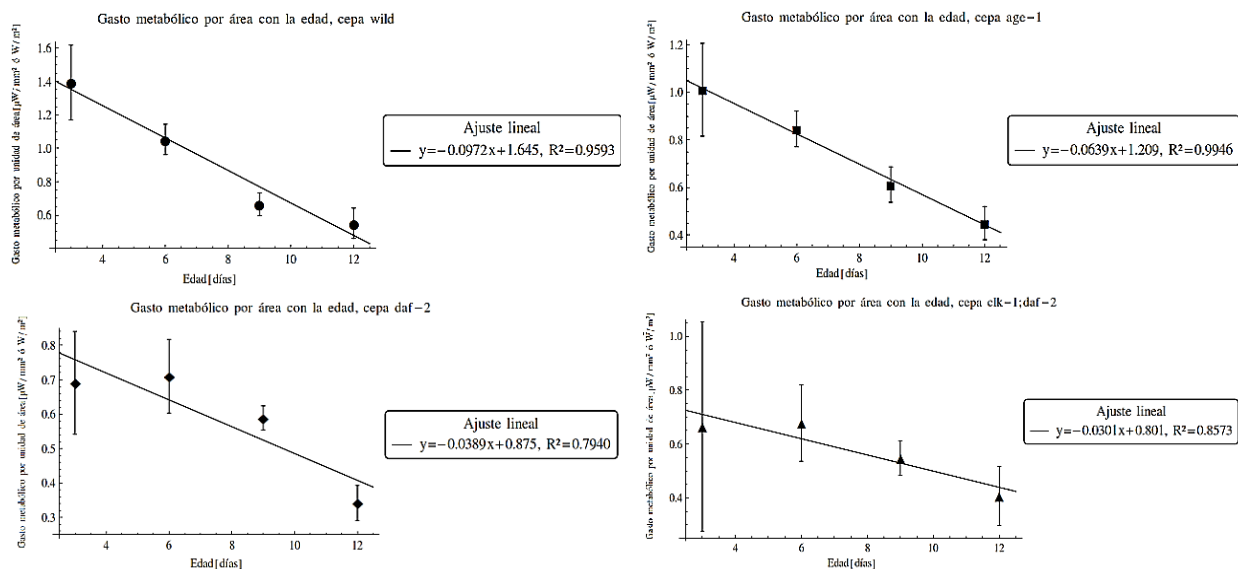 Gasto metabólico por área con la edad, cepa wild
Gasto metabólico por unidad de área[μW/mm² ó W/m²]
1.6
1.4
1.2
1.0
0.8
0.6
4
6
8
10
12
Edad[días]
Ajuste lineal
y=−0.0972x+1.645, R²=0.9593
Gasto metabólico por área con la edad, cepa age−1
Gasto metabólico por unidad de área[μW/mm² ó W/m²]
1.2
1.0
0.8
0.6
0.4
4
6
8
10
12
Edad[días]
Ajuste lineal
y=−0.0639x+1.209, R²=0.9946
Gasto metabólico por área con la edad, cepa daf−2
Gasto metabólico por unidad de área[μW/mm² ó W/m²]
0.8
0.7
0.6
0.5
0.4
0.3
4
6
8
10
12
Edad[días]
Ajuste lineal
y=−0.0389x+0.875, R²=0.7940
Gasto metabólico por área con la edad, cepa clk−1;daf−2
Gasto metabólico por unidad de área[μW/mm² ó W/m²]
1.0
0.8
0.6
0.4
4
6
8
10
12
Edad[días]
Ajuste lineal
y=−0.0301x+0.801, R²=0.8573